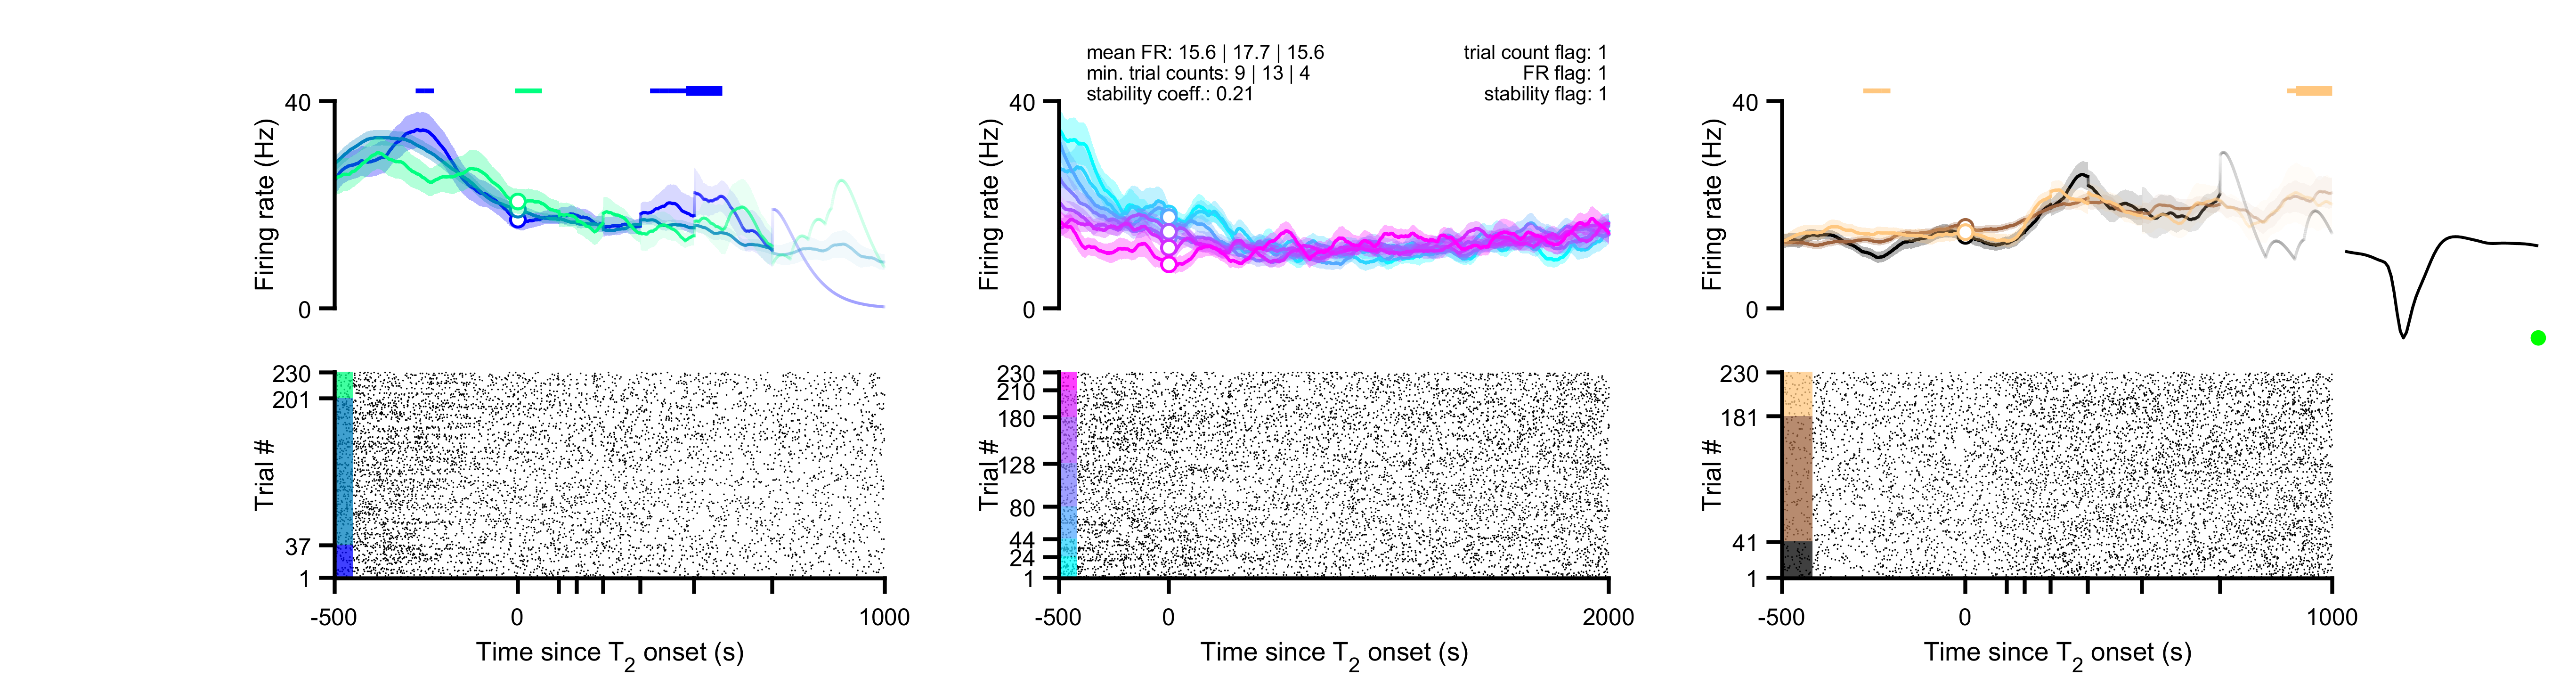 mean FR: 15.6 | 17.7 | 15.6
min. trial counts: 9 | 13 | 4
stability coeff.: 0.21
trial count flag: 1
FR flag: 1
stability flag: 1
40
Firing rate (Hz)
0
40
Firing rate (Hz)
0
40
Firing rate (Hz)
0
230
201
Trial #
37
1
-500
0
1000
Time since T2 onset (s)
230
210
180
Trial #
128
80
44
24
1
-500
0
2000
Time since T2 onset (s)
230
181
Trial #
41
1
-500
0
1000
Time since T2 onset (s)